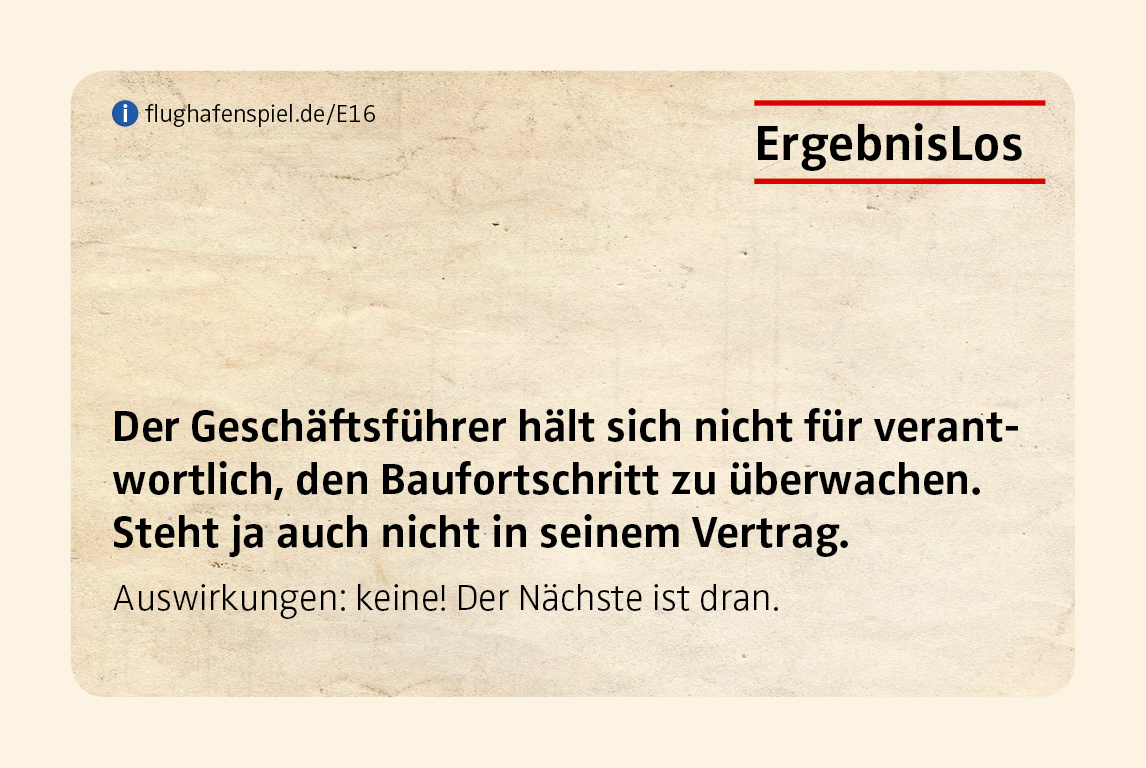 i flughafenspiel.de/E16
ErgebnisLos
Der Geschäftsführer hält sich nicht für verant-
wortlich, den Baufortschritt zu überwachen.
Steht ja auch nicht in seinem Vertrag.
Auswirkungen: keine! Der Nächste ist dran.